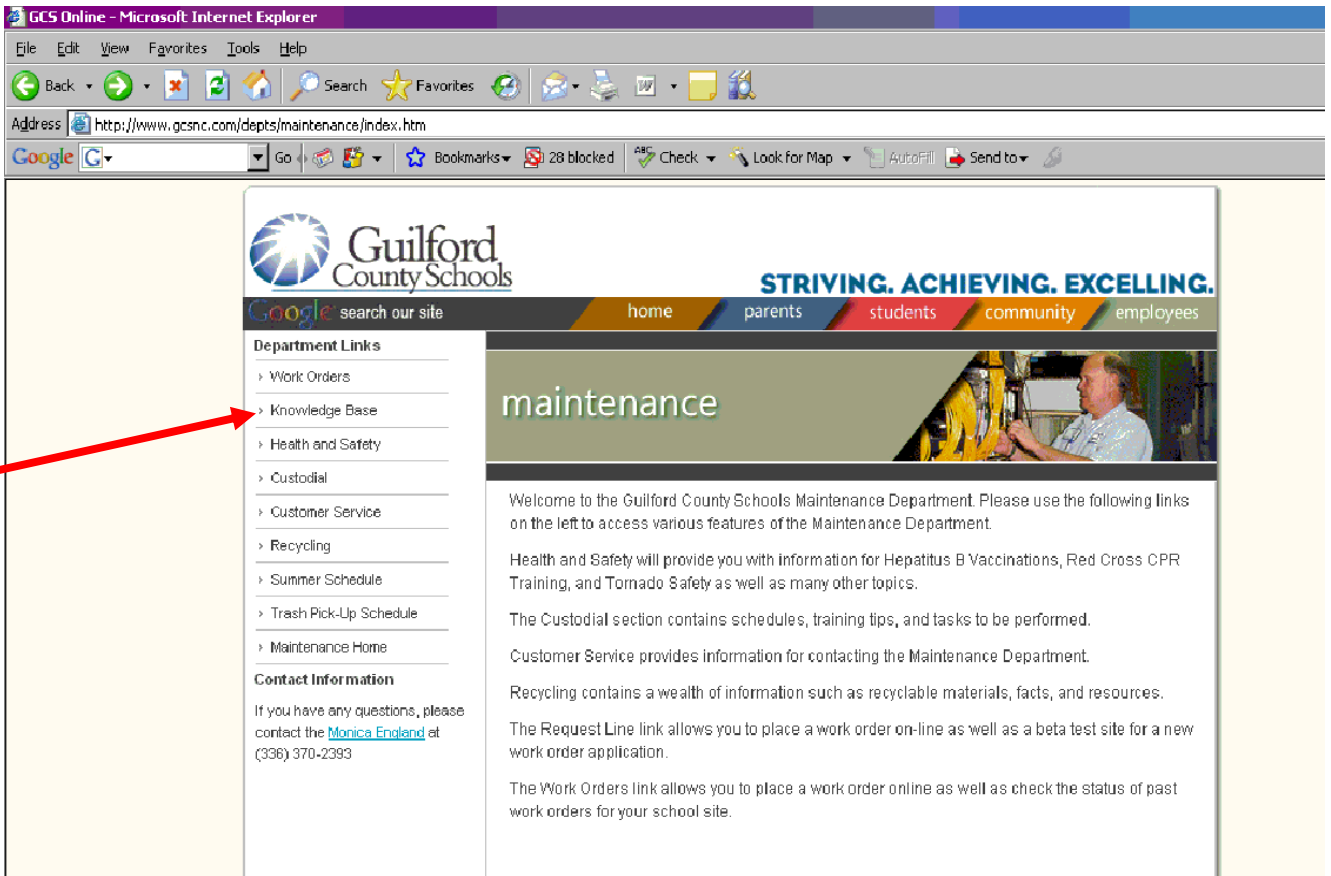 GCS Online - Microsoft Internet Explorer
File Edit View Favorites Tools Help
Back Search Favorites
Address http://www.gcsnc.com/depts/maintenance/index.htm
Google G Go Bookmarks 28 blocked ABC Check Look for Map AutoFill Send to
Guilford
County Schools
STRIVING. ACHIEVING. EXCELLING.
Google search our site home parents students community employees
Department Links
› Work Orders
› Knowledge Base
› Health and Safety
› Custodial
› Customer Service
› Recycling
› Summer Schedule
› Trash Pick-Up Schedule
› Maintenance Home
Contact Information
If you have any questions, please
contact the Monica England at
(336) 370-2393
maintenance
Welcome to the Guilford County Schools Maintenance Department. Please use the following links
on the left to access various features of the Maintenance Department.
Health and Safety will provide you with information for Hepatitus B Vaccinations, Red Cross CPR
Training, and Tornado Safety as well as many other topics.
The Custodial section contains schedules, training tips, and tasks to be performed.
Customer Service provides information for contacting the Maintenance Department.
Recycling contains a wealth of information such as recyclable materials, facts, and resources.
The Request Line link allows you to place a work order on-line as well as a beta test site for a new
work order application.
The Work Orders link allows you to place a work order online as well as check the status of past
work orders for your school site.